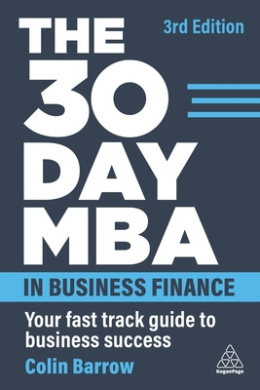 THE
3rd Edition
30
DAY
MBA
IN BUSINESS FINANCE
Your fast track guide to
business success
Colin Barrow
KoganPage